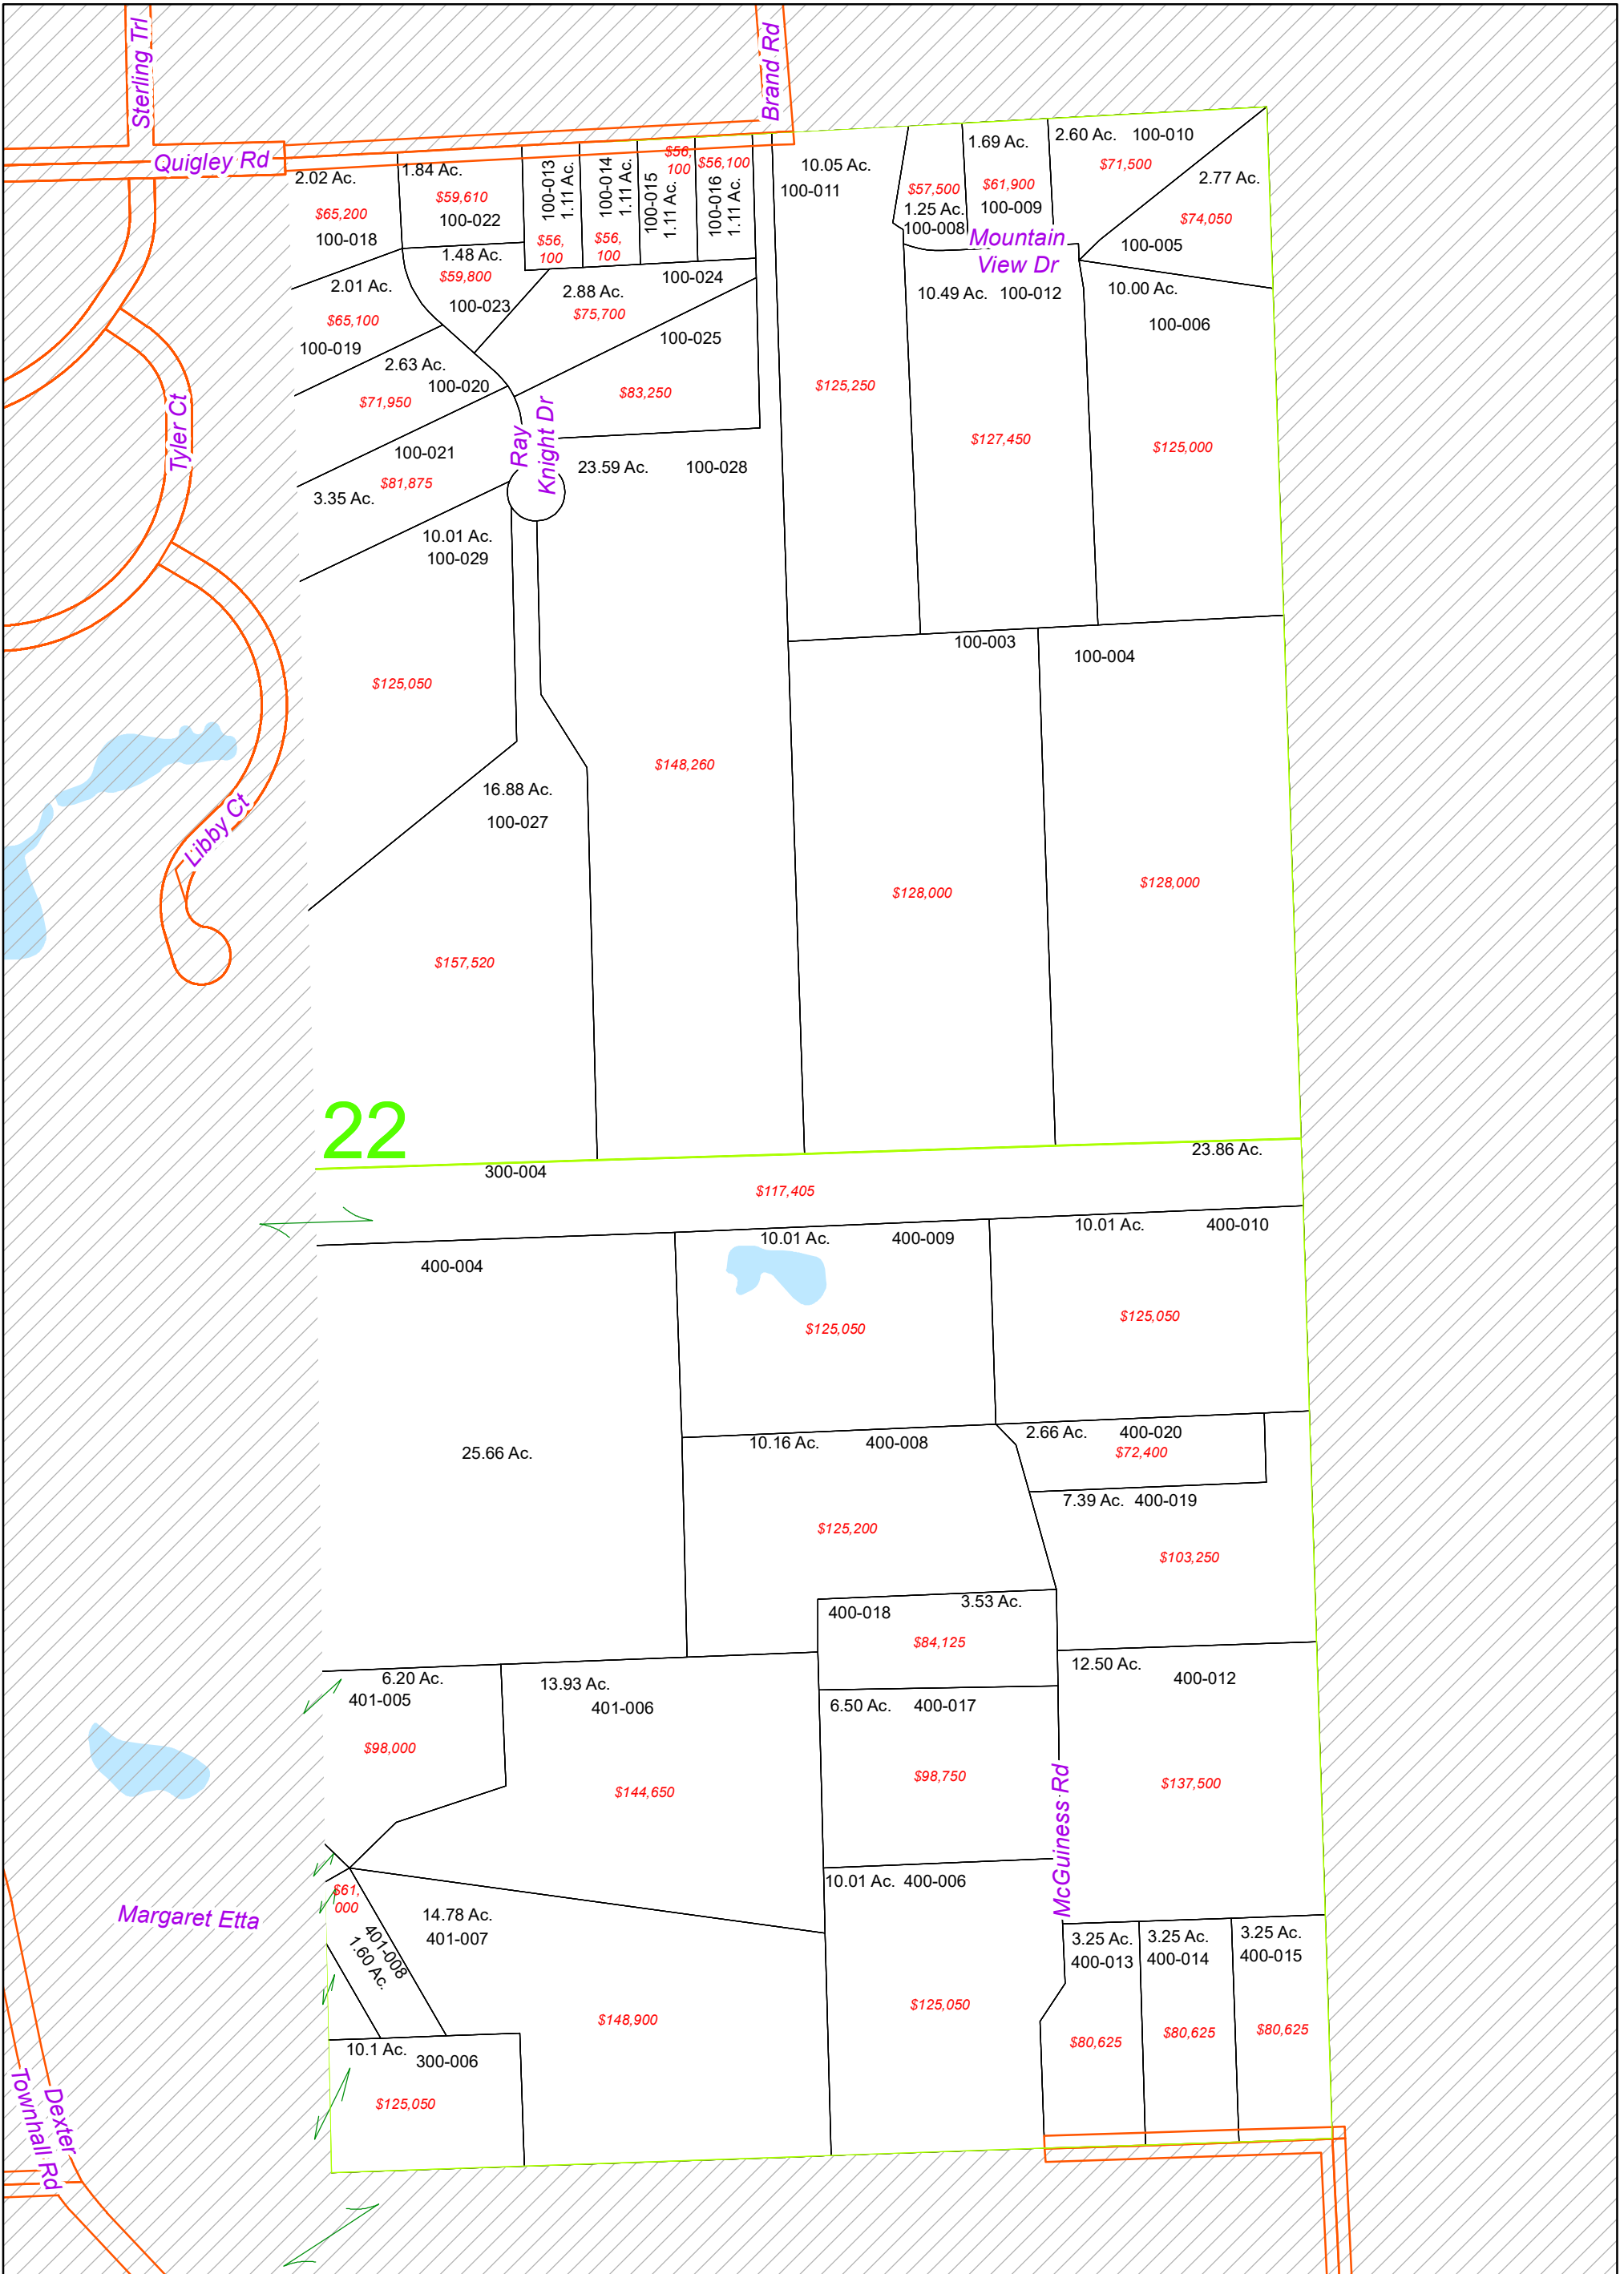 Sterling Trl
Brand Rd
Quigley Rd
2.02 Ac.
$65,200
100-018
1.84 Ac.
$59,610
100-022
100-013
1.11 Ac.
$56,
100
100-014
1.11 Ac.
$56,
100
100-015
1.11 Ac.
$56,
100
$56,100
100-016
1.11 Ac.
10.05 Ac.
100-011
$125,250
$57,500
1.25 Ac.
100-008
1.69 Ac.
$61,900
100-009
2.60 Ac. 100-010
$71,500
2.77 Ac.
$74,050
100-005
Mountain
View Dr
1.48 Ac.
$59,800
100-023
2.01 Ac.
$65,100
100-019
100-024
2.88 Ac.
$75,700
10.49 Ac. 100-012
$127,450
10.00 Ac.
100-006
$125,000
100-025
$83,250
2.63 Ac.
100-020
$71,950
Tyler Ct
Ray
Knight Dr
100-021
$81,875
3.35 Ac.
23.59 Ac. 100-028
$148,260
10.01 Ac.
100-029
$125,050
100-003
$128,000
100-004
$128,000
16.88 Ac.
100-027
$157,520
Libby Ct
22
300-004
$117,405
23.86 Ac.
400-004
25.66 Ac.
10.01 Ac. 400-009
$125,050
10.01 Ac. 400-010
$125,050
10.16 Ac. 400-008
$125,200
2.66 Ac. 400-020
$72,400
7.39 Ac. 400-019
$103,250
400-018 3.53 Ac.
$84,125
6.20 Ac.
401-005
$98,000
13.93 Ac.
401-006
$144,650
6.50 Ac. 400-017
$98,750
12.50 Ac.
400-012
$137,500
McGuiness Rd
10.01 Ac. 400-006
$125,050
$61,
000
401-008
1.60 Ac.
14.78 Ac.
401-007
$148,900
Margaret Etta
3.25 Ac.
400-013
$80,625
3.25 Ac.
400-014
$80,625
3.25 Ac.
400-015
$80,625
10.1 Ac.
300-006
$125,050
Dexter
Townhall Rd